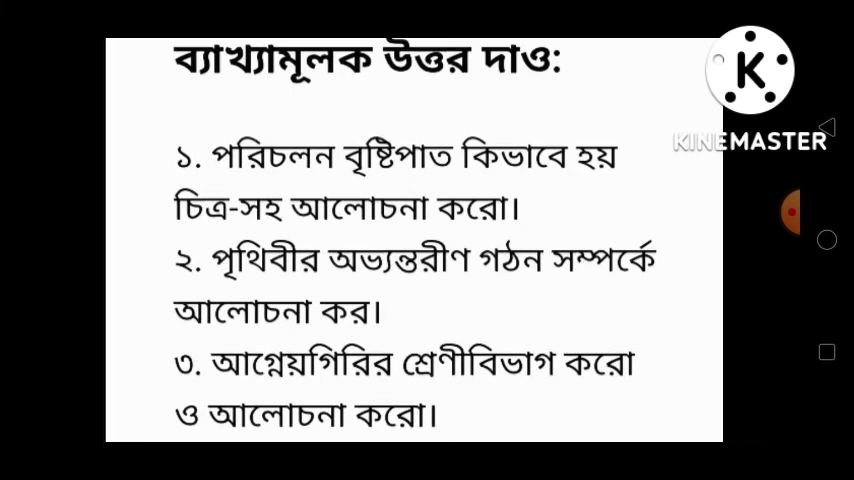 ব্যাখ্যামূলক উত্তর দাও:
১. পরিচলন বৃষ্টিপাত কিভাবে হয়
চিত্র-সহ আলোচনা করো।
২. পৃথিবীর অভ্যন্তরীণ গঠন সম্পর্কে
আলোচনা কর।
৩. আগ্নেয়গিরির শ্রেণীবিভাগ করো
ও আলোচনা করো।
K
KINEMASTER